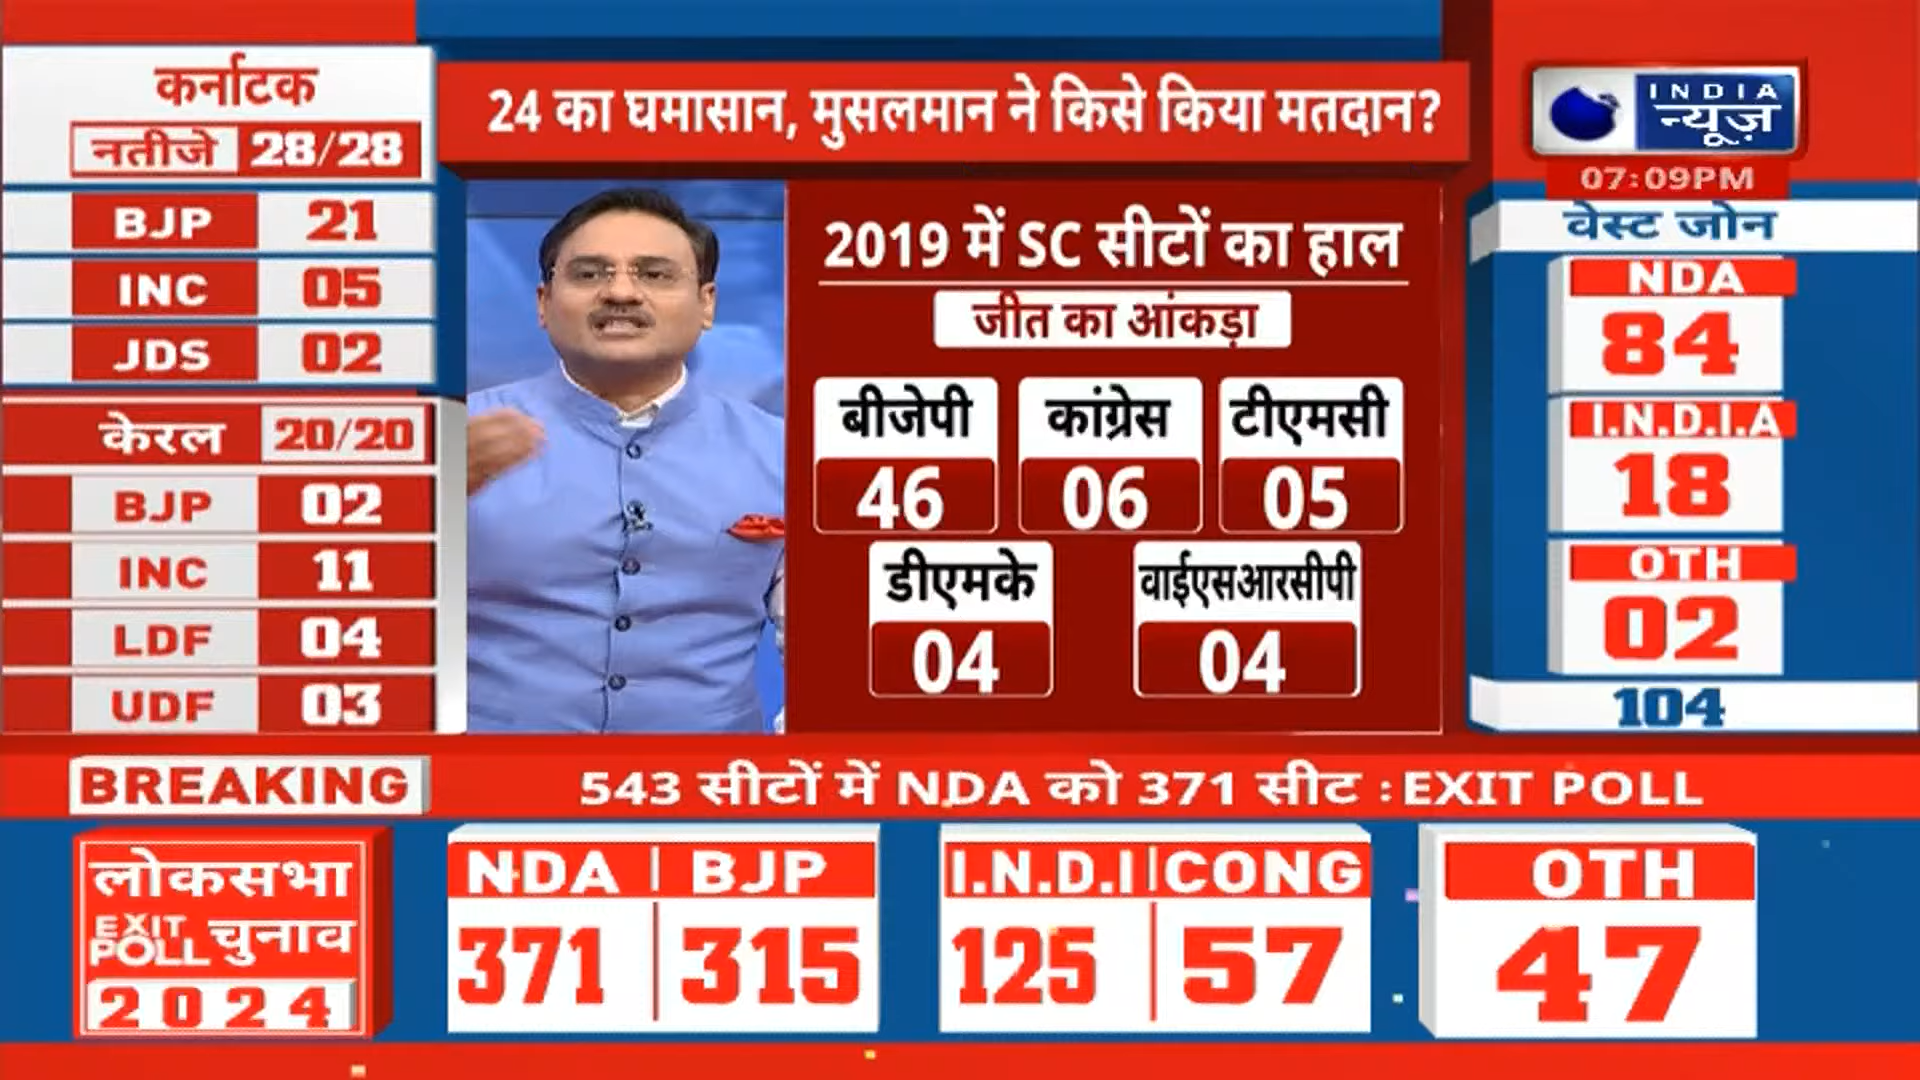 कर्नाटक
नतीजे 28/28
BJP 21
INC 05
JDS 02
केरल 20/20
BJP 02
INC 11
LDF 04
UDF 03
24 का घमासान, मुसलमान ने किसे किया मतदान?
2019 में SC सीटों का हाल
जीत का आंकड़ा
बीजेपी कांग्रेस टीएमसी
46 06 05
डीएमके वाईएसआरसीपी
04 04
INDIA
न्यूज़
07:09PM
वेस्ट जोन
NDA
84
I.N.D.I.A
18
OTH
02
104
BREAKING 543 सीटों में NDA को 371 सीट : EXIT POLL
लोकसभा
EXIT POLL चुनाव
2024
NDA | BJP
371 315
I.N.D.I CONG
125 57
OTH
47